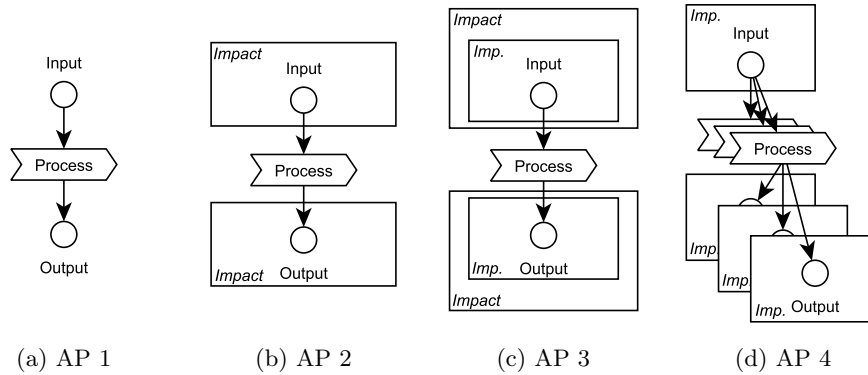 Input
Process
Output
(a) AP 1
Impact
Input
Process
Impact
Output
(b) AP 2
Impact
Imp.
Input
Process
Imp.
Output
Impact
(c) AP 3
Imp.
Input
Process
Imp.
Imp.
Output
(d) AP 4